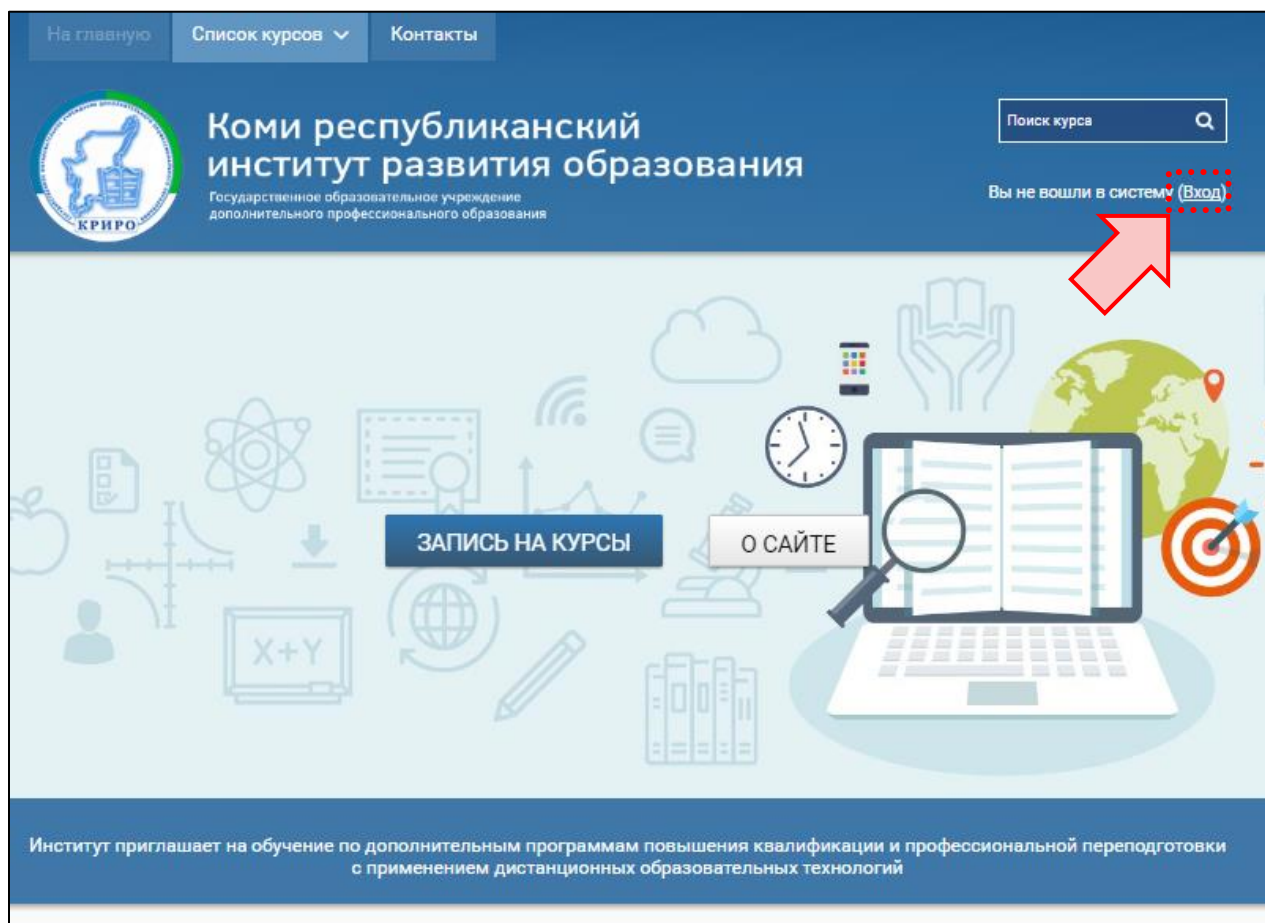 На главную
Список курсов
Контакты
Коми республиканский
институт развития образования
Государственное образовательное учреждение
дополнительного профессионального образования
КРИРО
Поиск курса
Вы не вошли в систему (Вход)
ЗАПИСЬ НА КУРСЫ
О САЙТЕ
X+Y
Институт приглашает на обучение по дополнительным программам повышения квалификации и профессиональной переподготовки
с применением дистанционных образовательных технологий